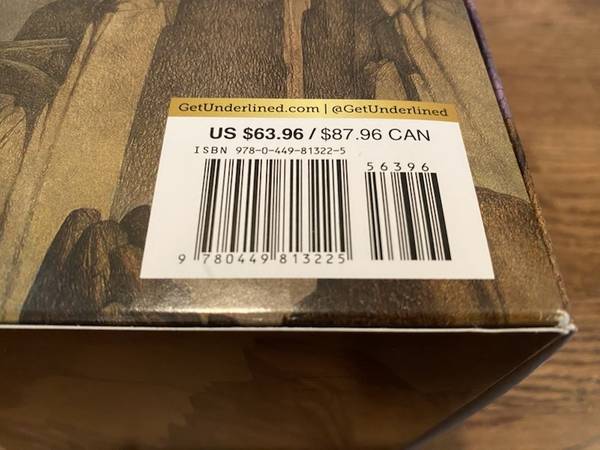 GetUnderlined.com | @GetUnderlined
US $63.96 / $87.96 CAN
ISBN 978-0-449-81322-5
56396
9 780449 813225